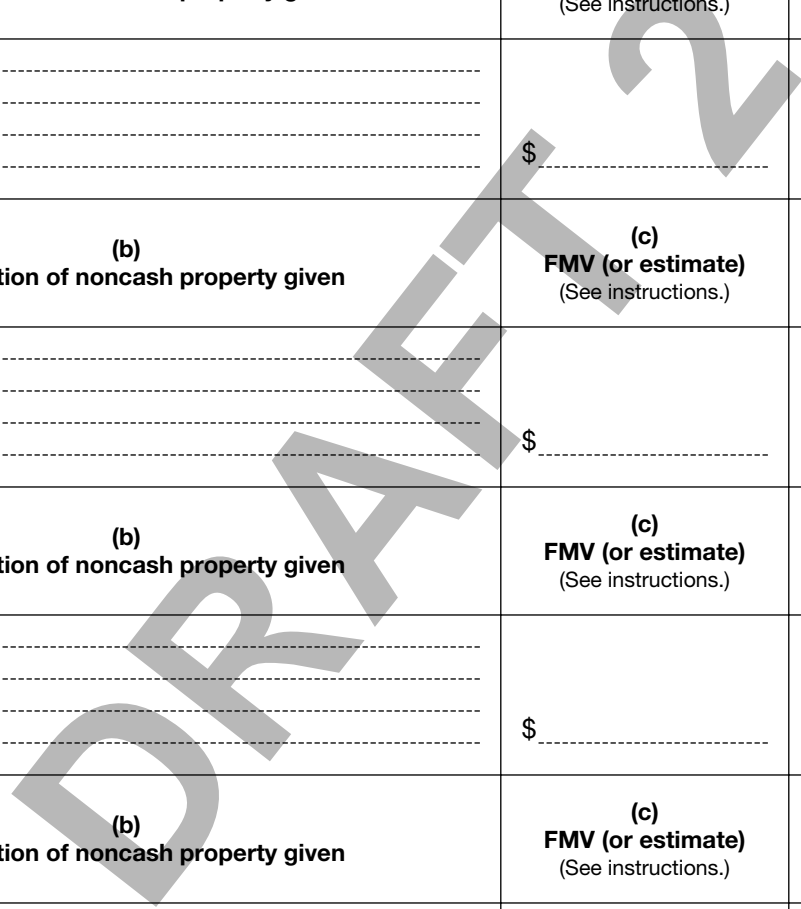 (See instructions.)
$
(b)
tion of noncash property given
(c)
FMV (or estimate)
(See instructions.)
$
(b)
tion of noncash property given
(c)
FMV (or estimate)
(See instructions.)
$
(b)
tion of noncash property given
(c)
FMV (or estimate)
(See instructions.)
DRAFT 2